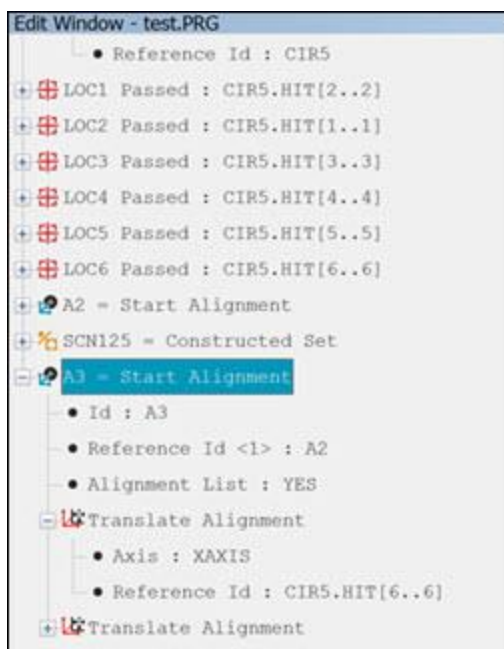 Edit Window - test.PRG
Reference Id : CIR5
LOC1 Passed : CIR5.HIT[2..2]
LOC2 Passed : CIR5.HIT[1..1]
LOC3 Passed : CIR5.HIT[3..3]
LOC4 Passed : CIR5.HIT[4..4]
LOC5 Passed : CIR5.HIT[5..5]
LOC6 Passed : CIR5.HIT[6..6]
A2 = Start Alignment
SCN125 = Constructed Set
A3 = Start Alignment
Id : A3
Reference Id <1> : A2
Alignment List : YES
Translate Alignment
Axis : XAXIS
Reference Id : CIR5.HIT[6..6]
Translate Alignment